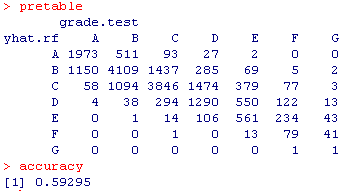 > pretable
grade.test
yhat.rf A B C D E F G
A 1973 511 93 27 2 0 0
B 1150 4109 1437 285 69 5 2
C 58 1094 3846 1474 379 77 3
D 4 38 294 1290 550 122 13
E 0 1 14 106 561 234 43
F 0 0 1 0 13 79 41
G 0 0 0 0 0 1 1
> accuracy
[1] 0.59295